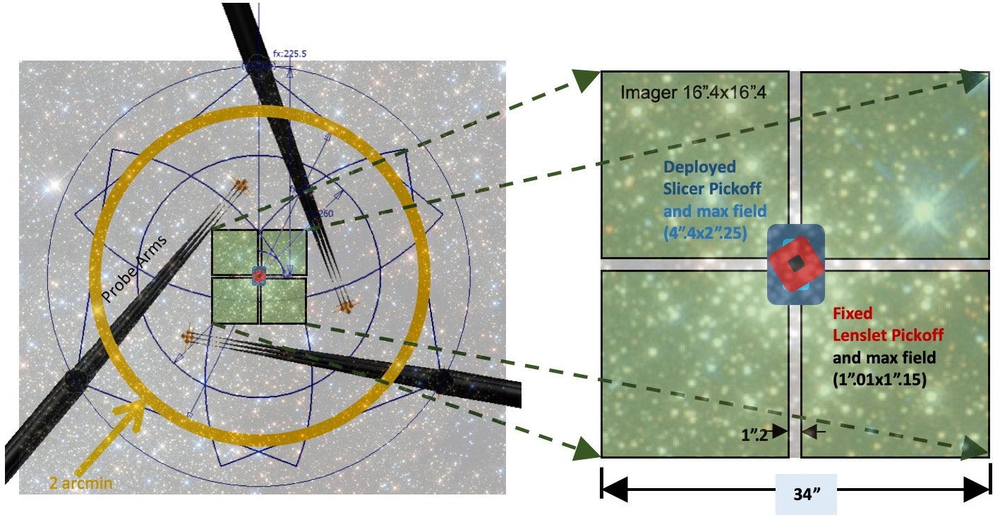 fx:225.5
260
Probe Arms
2 arcmin
Imager 16”.4x16”.4
Deployed
Slicer Pickoff
and max field
(4”.4x2”.25)
Fixed
Lenslet Pickoff
and max field
(1”.01x1”.15)
1”.2
34”